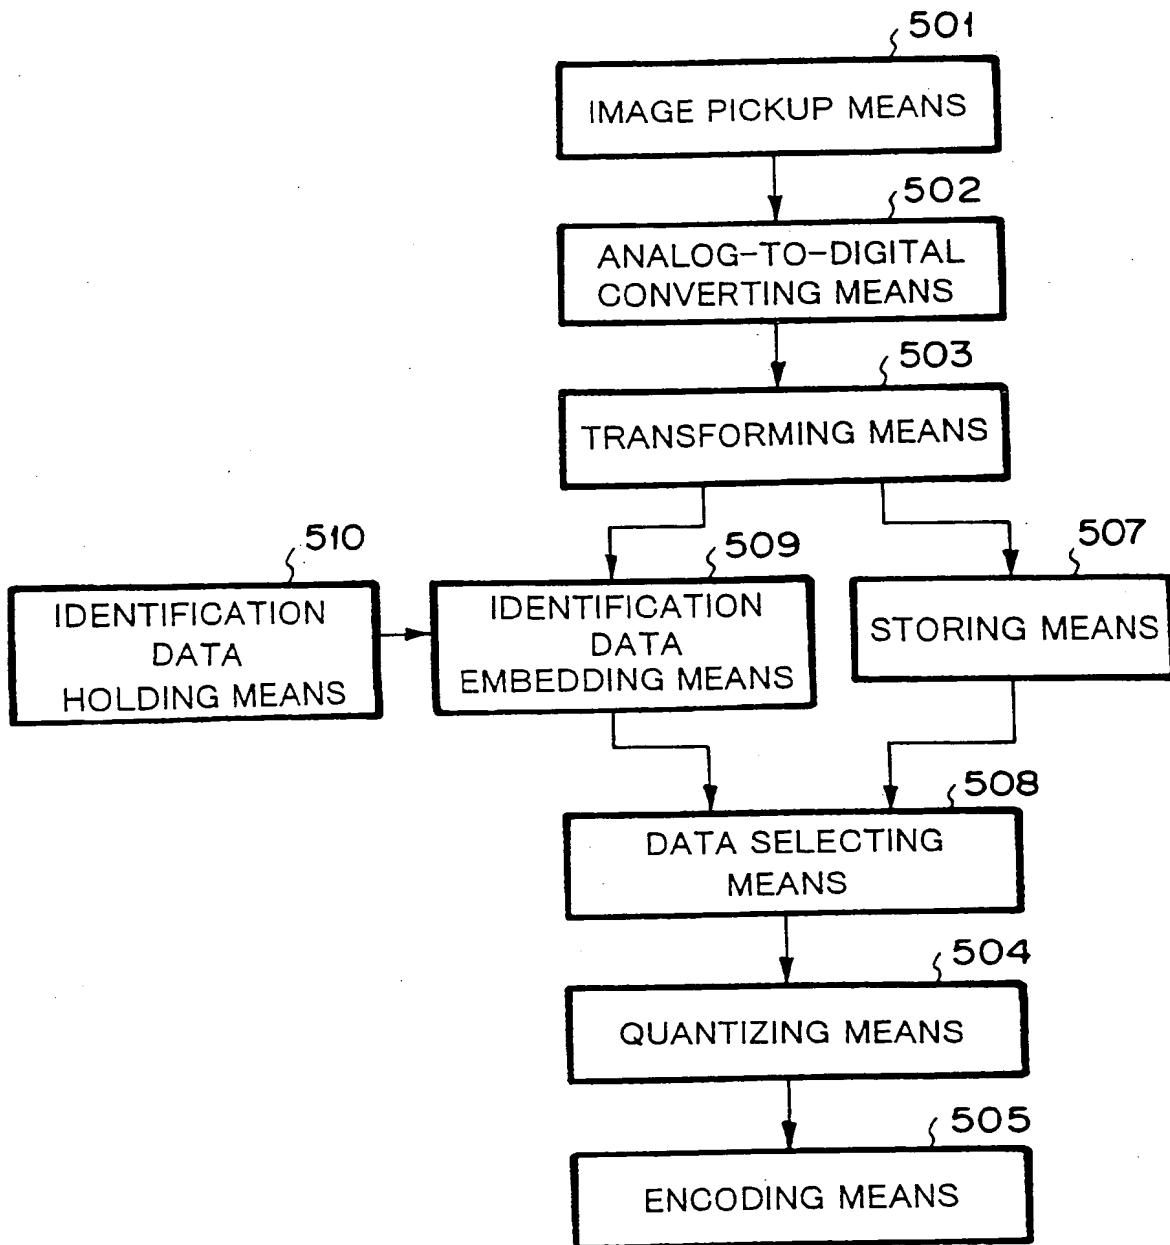 501
IMAGE PICKUP MEANS
502
ANALOG-TO-DIGITAL
CONVERTING MEANS
503
TRANSFORMING MEANS
510
IDENTIFICATION
DATA
HOLDING MEANS
509
IDENTIFICATION
DATA
EMBEDDING MEANS
507
STORING MEANS
508
DATA SELECTING
MEANS
504
QUANTIZING MEANS
505
ENCODING MEANS